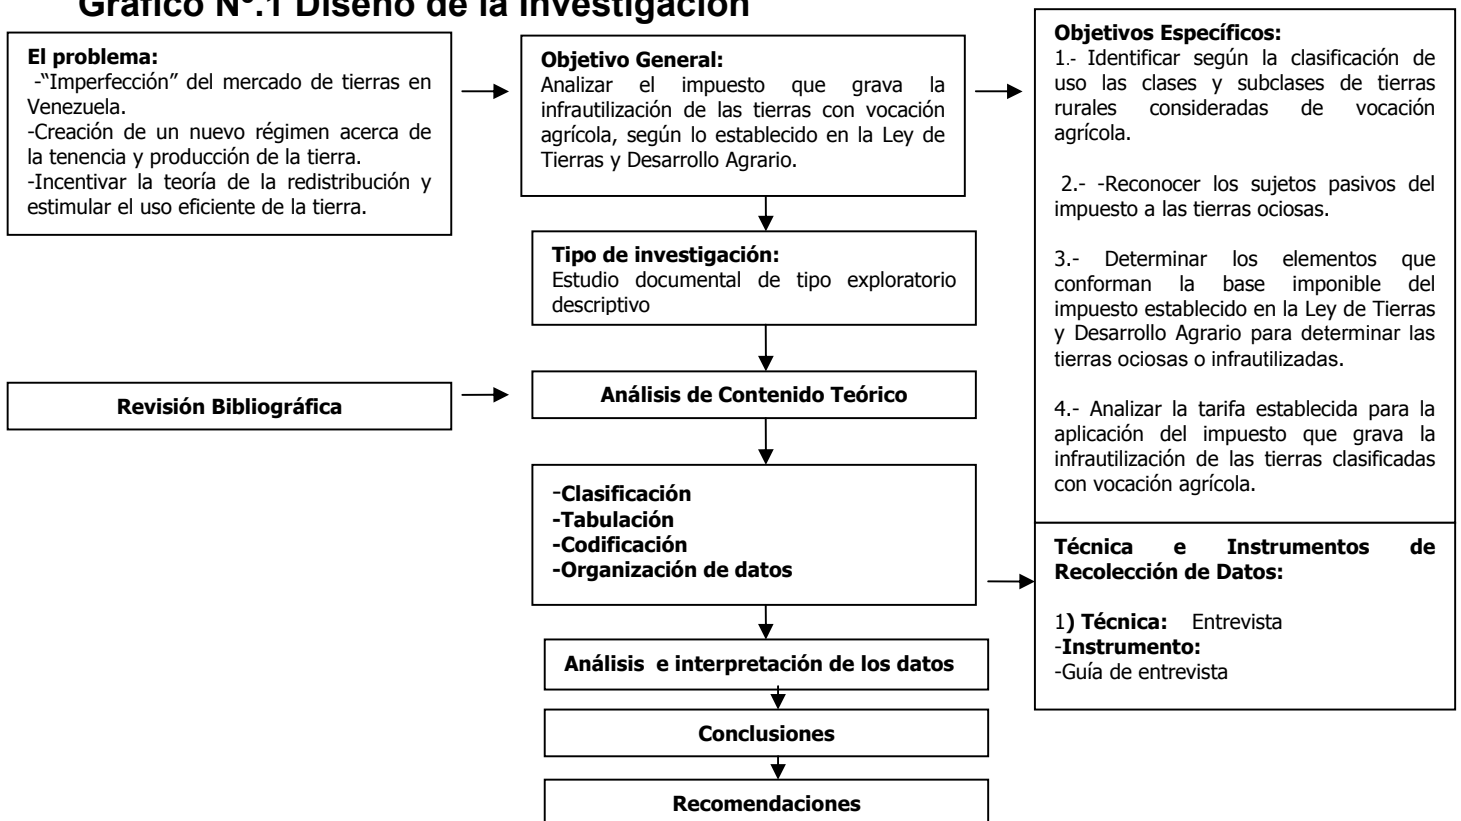 Gráfico Nº.1 Diseño de la Investigación
El problema:
-“Imperfección” del mercado de tierras en
Venezuela.
-Creación de un nuevo régimen acerca de
la tenencia y producción de la tierra.
-Incentivar la teoría de la redistribución y
estimular el uso eficiente de la tierra.
Objetivo General:
Analizar el impuesto que grava la
infrautilización de las tierras con vocación
agrícola, según lo establecido en la Ley de
Tierras y Desarrollo Agrario.
Objetivos Específicos:
1.- Identificar según la clasificación de
uso las clases y subclases de tierras
rurales consideradas de vocación
agrícola.
2.- -Reconocer los sujetos pasivos del
impuesto a las tierras ociosas.
3.- Determinar los elementos que
conforman la base imponible del
impuesto establecido en la Ley de Tierras
y Desarrollo Agrario para determinar las
tierras ociosas o infrautilizadas.
4.- Analizar la tarifa establecida para la
aplicación del impuesto que grava la
infrautilización de las tierras clasificadas
con vocación agrícola.
Tipo de investigación:
Estudio documental de tipo exploratorio
descriptivo
Revisión Bibliográfica
Análisis de Contenido Teórico
-Clasificación
-Tabulación
-Codificación
-Organización de datos
Técnica e Instrumentos de
Recolección de Datos:
1) Técnica: Entrevista
-Instrumento:
-Guía de entrevista
Análisis e interpretación de los datos
Conclusiones
Recomendaciones